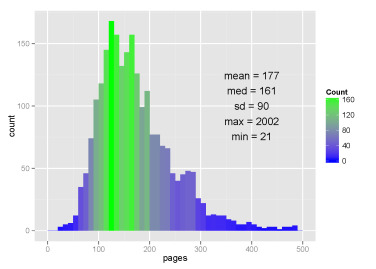 mean = 177
med = 161
sd = 90
max = 2002
min = 21
count
150
100
50
0
0
100
200
300
400
500
pages
Count
160
120
80
40
0